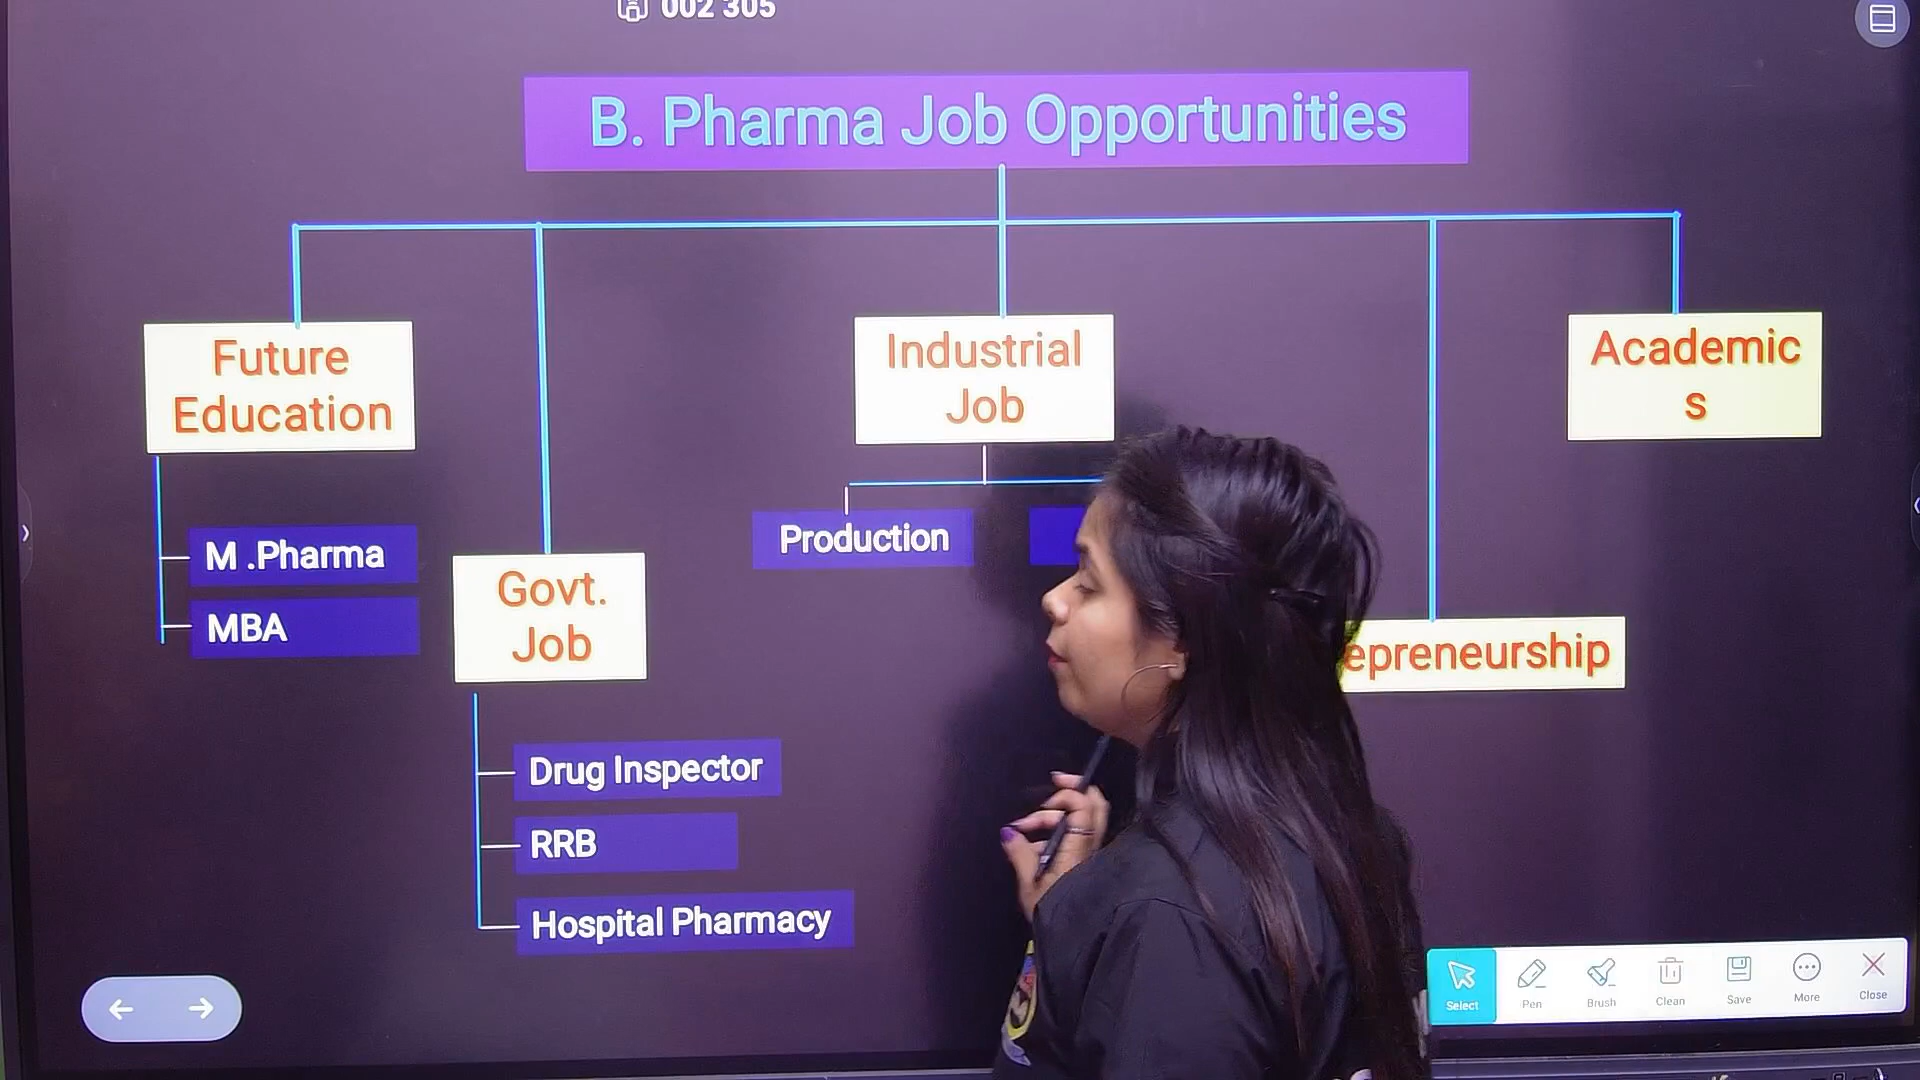 002 305
B. Pharma Job Opportunities
Future
Education
M .Pharma
MBA
Govt.
Job
Drug Inspector
RRB
Hospital Pharmacy
Industrial
Job
Production
epreneurship
Academic
s
Select
Pen
Brush
Clean
Save
More
Close